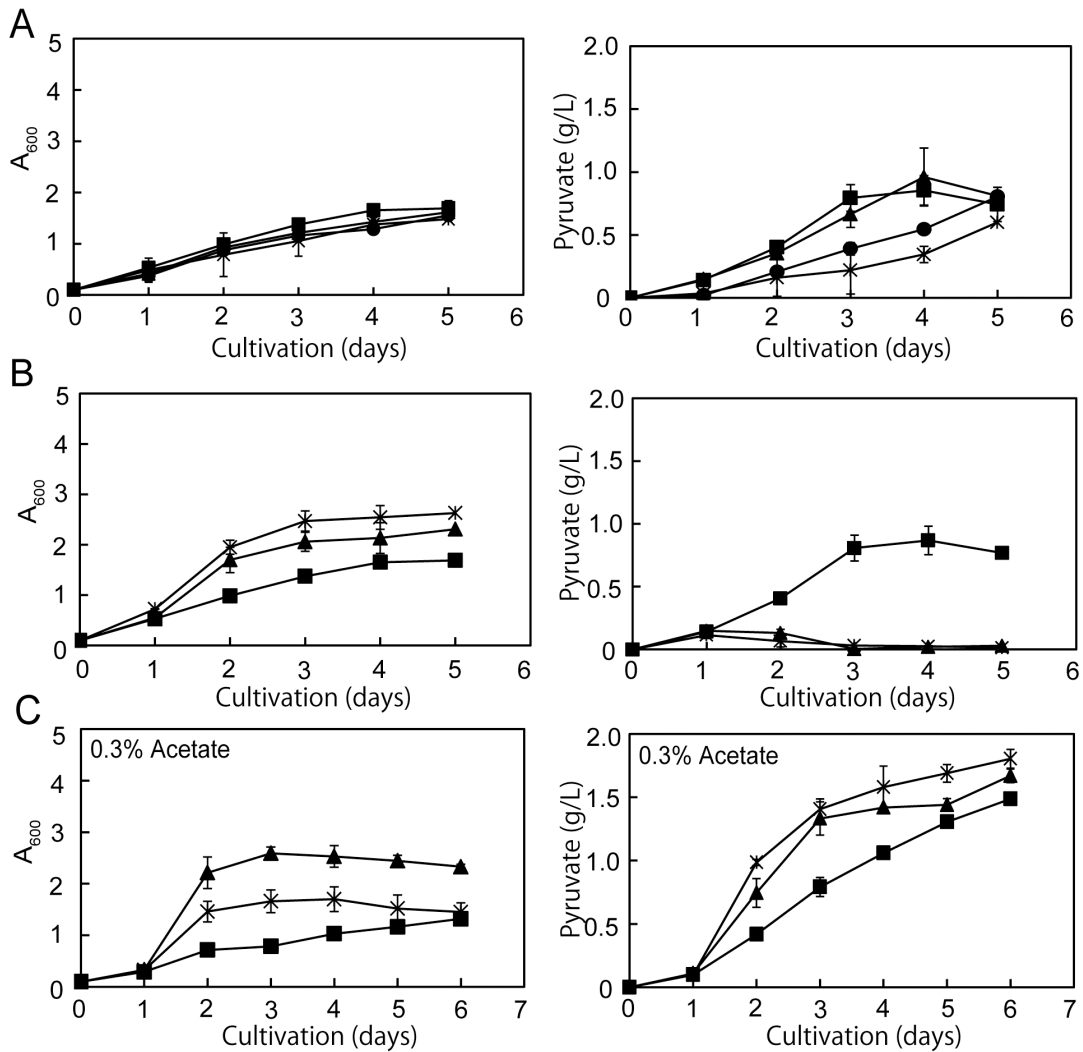 A
5
4
3
2
1
0
A600
0 1 2 3 4 5 6
Cultivation (days)
2.0
1.5
1.0
0.5
0
Pyruvate (g/L)
0 1 2 3 4 5 6
Cultivation (days)
B
5
4
3
2
1
0
A600
0 1 2 3 4 5 6
Cultivation (days)
2.0
1.5
1.0
0.5
0
Pyruvate (g/L)
0 1 2 3 4 5 6
Cultivation (days)
C
0.3% Acetate
5
4
3
2
1
0
A600
0 1 2 3 4 5 6 7
Cultivation (days)
0.3% Acetate
2.0
1.5
1.0
0.5
0
Pyruvate (g/L)
0 1 2 3 4 5 6 7
Cultivation (days)